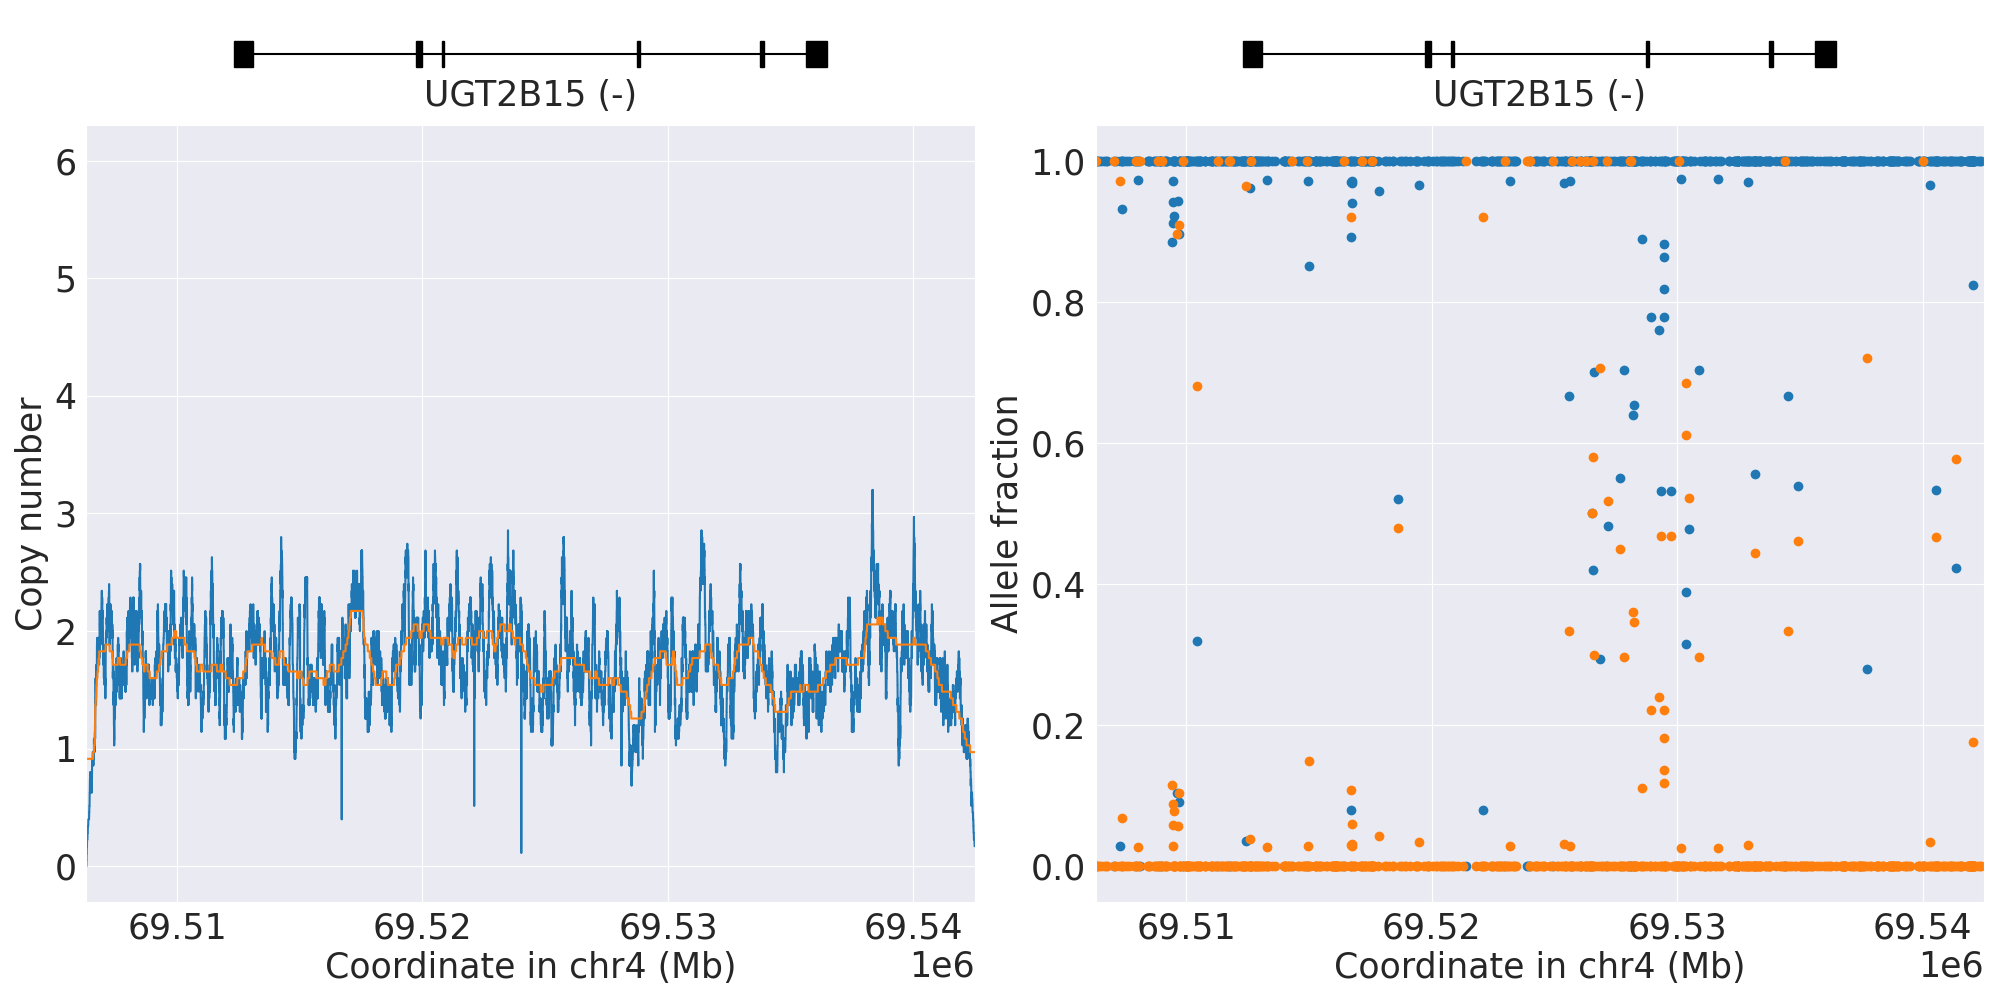 UGT2B15 (-)
6
5
4
3
2
1
0
Copy number
69.51 69.52 69.53 69.54
Coordinate in chr4 (Mb) 1e6
UGT2B15 (-)
1.0
0.8
0.6
0.4
0.2
0.0
Allele fraction
69.51 69.52 69.53 69.54
Coordinate in chr4 (Mb) 1e6